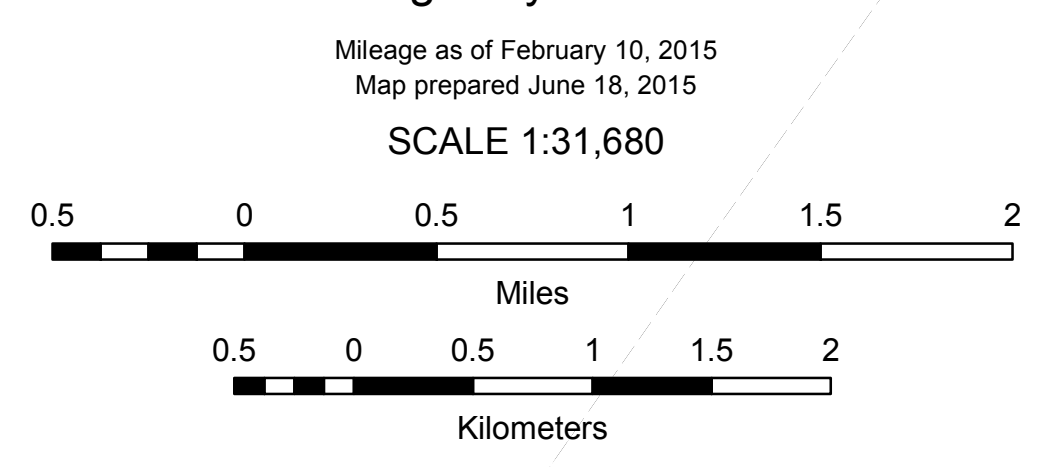 Mileage as of February 10, 2015
Map prepared June 18, 2015
SCALE 1:31,680
0.5 0 0.5 1 1.5 2
Miles
0.5 0 0.5 1 1.5 2
Kilometers